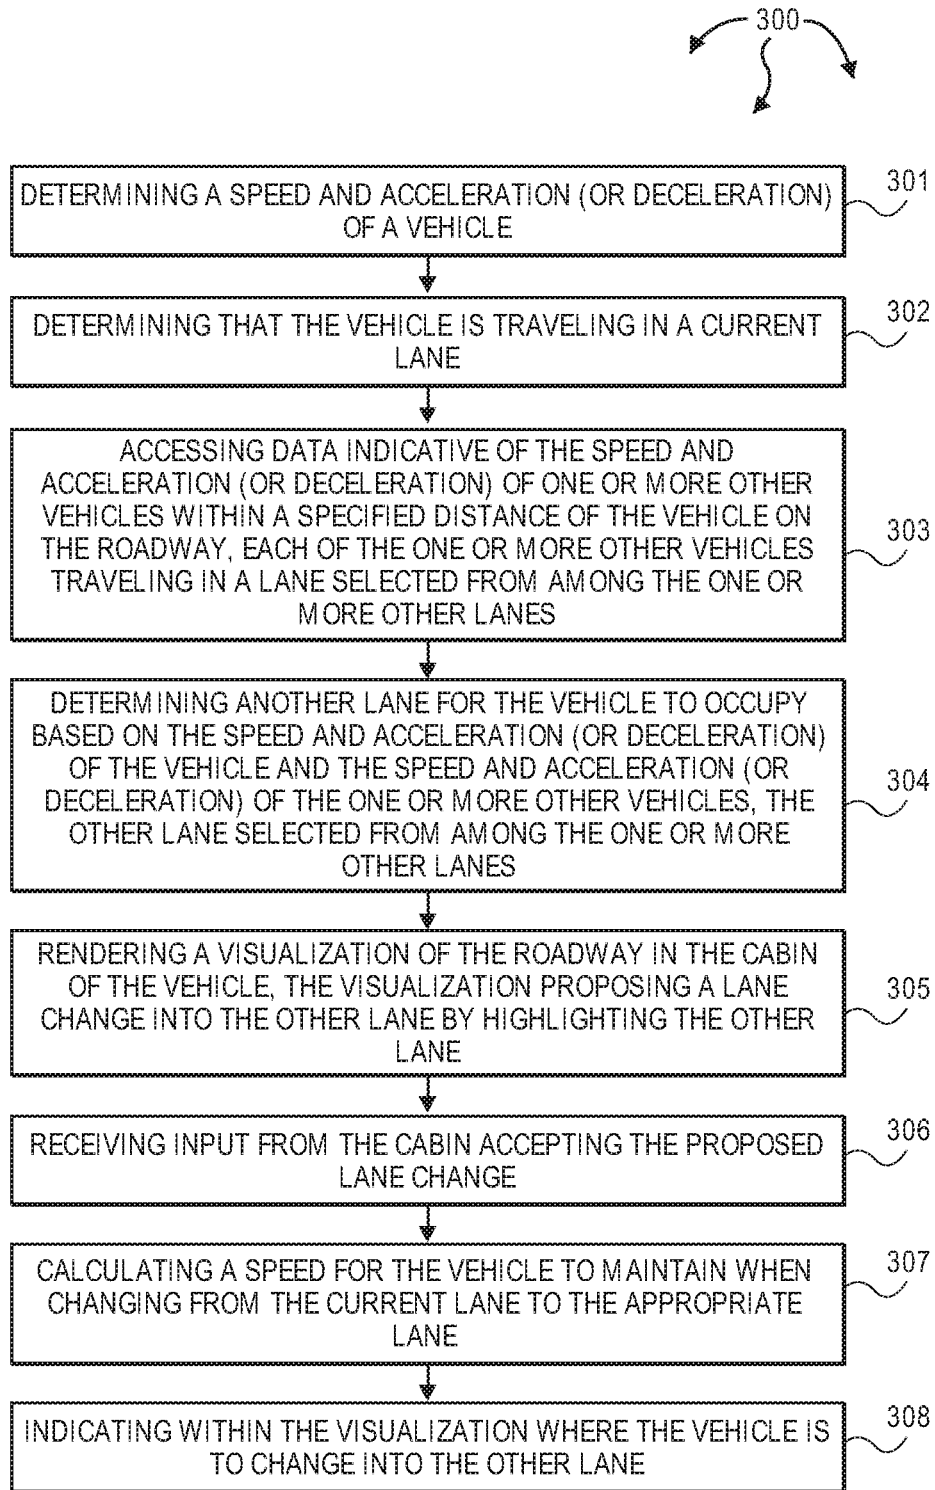 300
DETERMINING A SPEED AND ACCELERATION (OR DECELERATION)
OF A VEHICLE
301
DETERMINING THAT THE VEHICLE IS TRAVELING IN A CURRENT
LANE
302
ACCESSING DATA INDICATIVE OF THE SPEED AND
ACCELERATION (OR DECELERATION) OF ONE OR MORE OTHER
VEHICLES WITHIN A SPECIFIED DISTANCE OF THE VEHICLE ON
THE ROADWAY, EACH OF THE ONE OR MORE OTHER VEHICLES
TRAVELING IN A LANE SELECTED FROM AMONG THE ONE OR
MORE OTHER LANES
303
DETERMINING ANOTHER LANE FOR THE VEHICLE TO OCCUPY
BASED ON THE SPEED AND ACCELERATION (OR DECELERATION)
OF THE VEHICLE AND THE SPEED AND ACCELERATION (OR
DECELERATION) OF THE ONE OR MORE OTHER VEHICLES, THE
OTHER LANE SELECTED FROM AMONG THE ONE OR MORE
OTHER LANES
304
RENDERING A VISUALIZATION OF THE ROADWAY IN THE CABIN
OF THE VEHICLE, THE VISUALIZATION PROPOSING A LANE
CHANGE INTO THE OTHER LANE BY HIGHLIGHTING THE OTHER
LANE
305
RECEIVING INPUT FROM THE CABIN ACCEPTING THE PROPOSED
LANE CHANGE
306
CALCULATING A SPEED FOR THE VEHICLE TO MAINTAIN WHEN
CHANGING FROM THE CURRENT LANE TO THE APPROPRIATE
LANE
307
INDICATING WITHIN THE VISUALIZATION WHERE THE VEHICLE IS
TO CHANGE INTO THE OTHER LANE
308